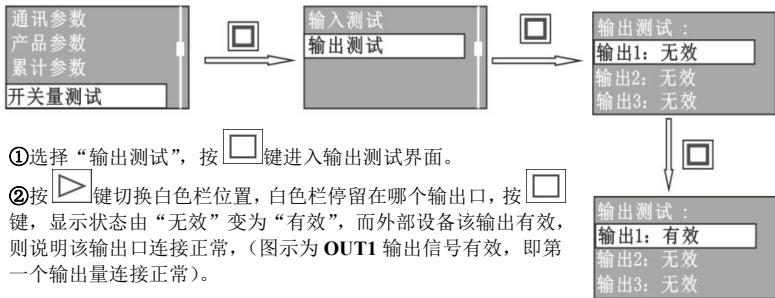 通讯参数
产品参数
累计参数
开关量测试
输入测试
输出测试
输出测试：
输出1：无效
输出2：无效
输出3：无效
①选择“输出测试”，按键进入输出测试界面。
②按键切换白色栏位置，白色栏停留在哪个输出口，按
键，显示状态由“无效”变为“有效”，而外部设备该输出有效，
则说明该输出口连接正常，（图示为 OUT1 输出信号有效，即第
一个输出量连接正常）。
输出测试：
输出1：有效
输出2：无效
输出3：无效